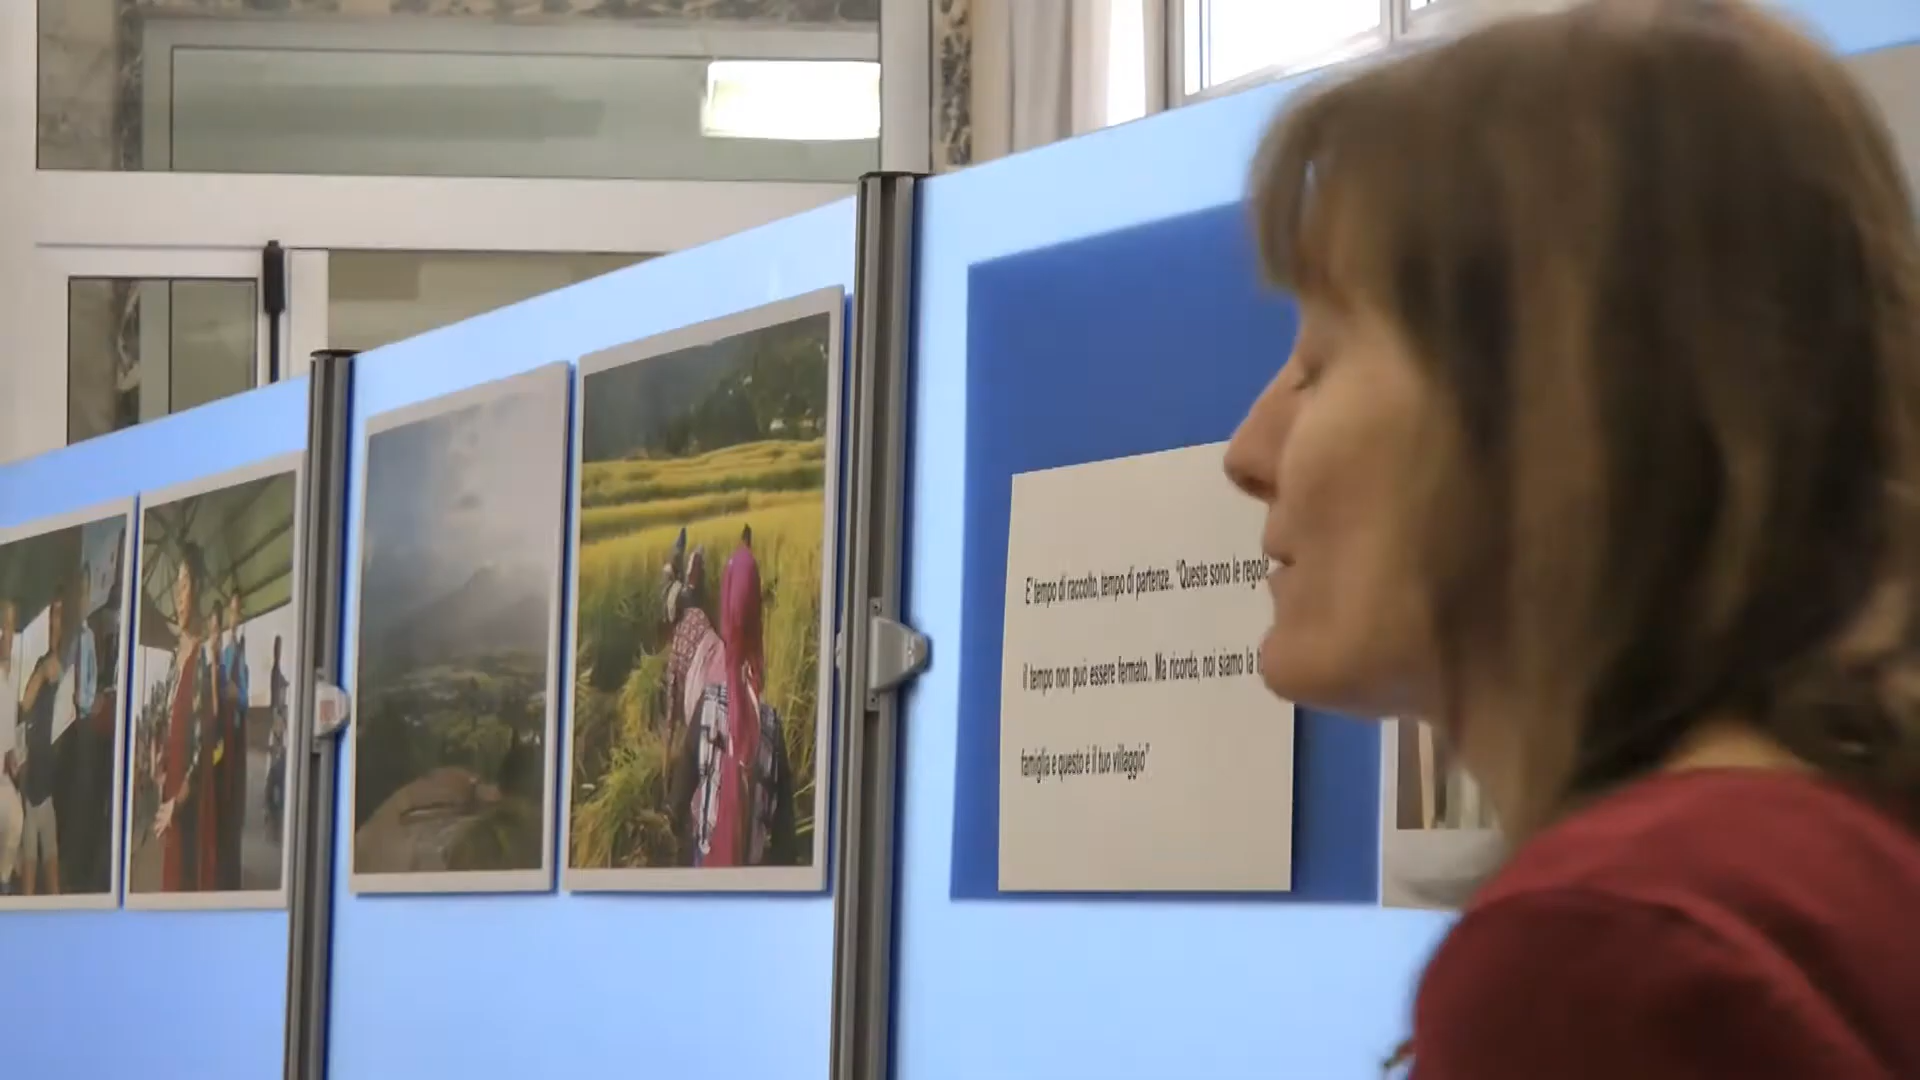 E' tempo di raccolto, tempo di partenze.. "Queste sono le regole
il tempo non può essere fermato.. Ma ricorda, noi siamo la
famiglia e questo è il tuo villaggio"